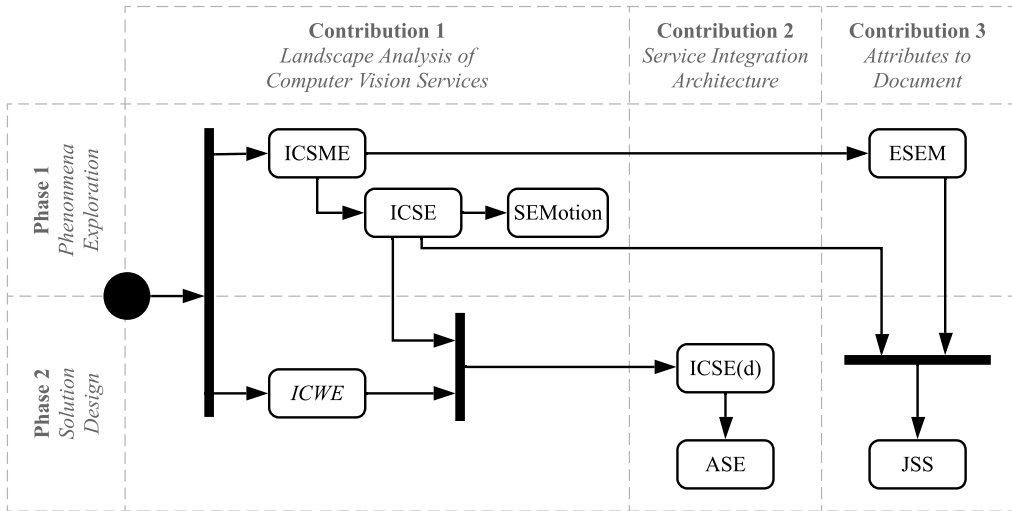 Contribution 1
Landscape Analysis of
Computer Vision Services
Contribution 2
Service Integration
Architecture
Contribution 3
Attributes to
Document
Phase 1
Phenonmena
Exploration
ICSME
ESEM
ICSE
SEMotion
Phase 2
Solution
Design
ICWE
ICSE(d)
ASE
JSS